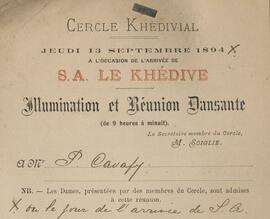 CERCLE KHÉDIVIAL
JEUDI 13 SEPTEMBRE 1894 X
A L'OCCASION DE L'ARRIVÉE DE
S.A. LE KHÉDIVE
Illumination et Réunion Dansante
(de 9 heures à minuit).
Le Secrétaire membre du Cercle,
M. SCIGLIE.
A Mr P. Cavafy
NB. – Les Dames, présentées par des membres du Cercle, sont admises
à cette réunion.
X ou le jour de l'arrivée de S.A.